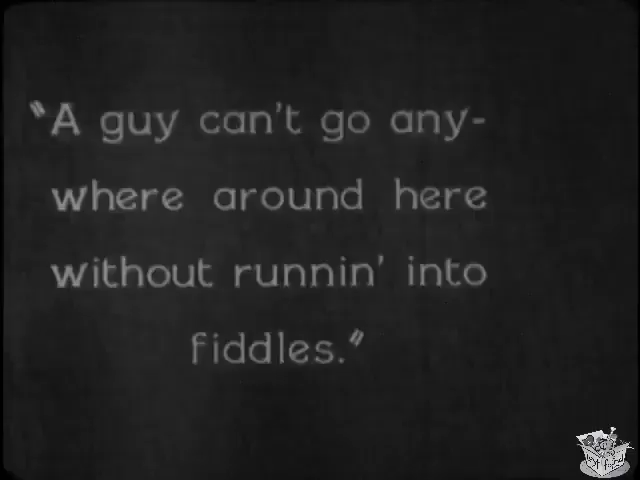 "A guy can't go any-
where around here
without runnin' into
fiddles."